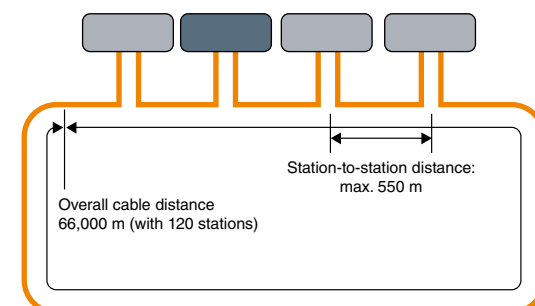 Station-to-station distance:
max. 550 m
Overall cable distance
66,000 m (with 120 stations)